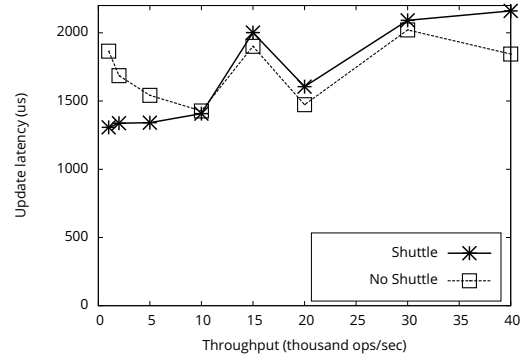 2000
1500
1000
500
0
Update latency (us)
Shuttle
No Shuttle
0 5 10 15 20 25 30 35 40
Throughput (thousand ops/sec)